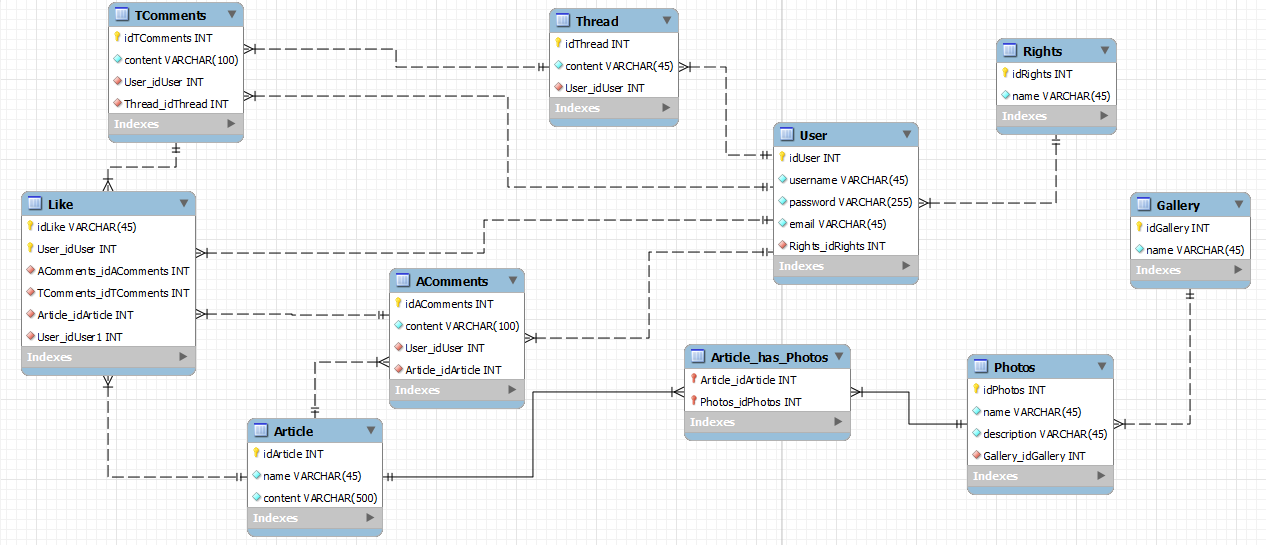 TComments
idTComments INT
content VARCHAR(100)
User_idUser INT
Thread_idThread INT
Indexes
Thread
idThread INT
content VARCHAR(45)
User_idUser INT
Indexes
Rights
idRights INT
name VARCHAR(45)
Indexes
User
idUser INT
username VARCHAR(45)
password VARCHAR(255)
email VARCHAR(45)
Rights_idRights INT
Indexes
Gallery
idGallery INT
name VARCHAR(45)
Indexes
Like
idLike VARCHAR(45)
User_idUser INT
AComments_idAComments INT
TComments_idTComments INT
Article_idArticle INT
User_idUser1 INT
Indexes
AComments
idAComments INT
content VARCHAR(100)
User_idUser INT
Article_idArticle INT
Indexes
Article_has_Photos
Article_idArticle INT
Photos_idPhotos INT
Indexes
Photos
idPhotos INT
name VARCHAR(45)
description VARCHAR(45)
Gallery_idGallery INT
Indexes
Article
idArticle INT
name VARCHAR(45)
content VARCHAR(500)
Indexes